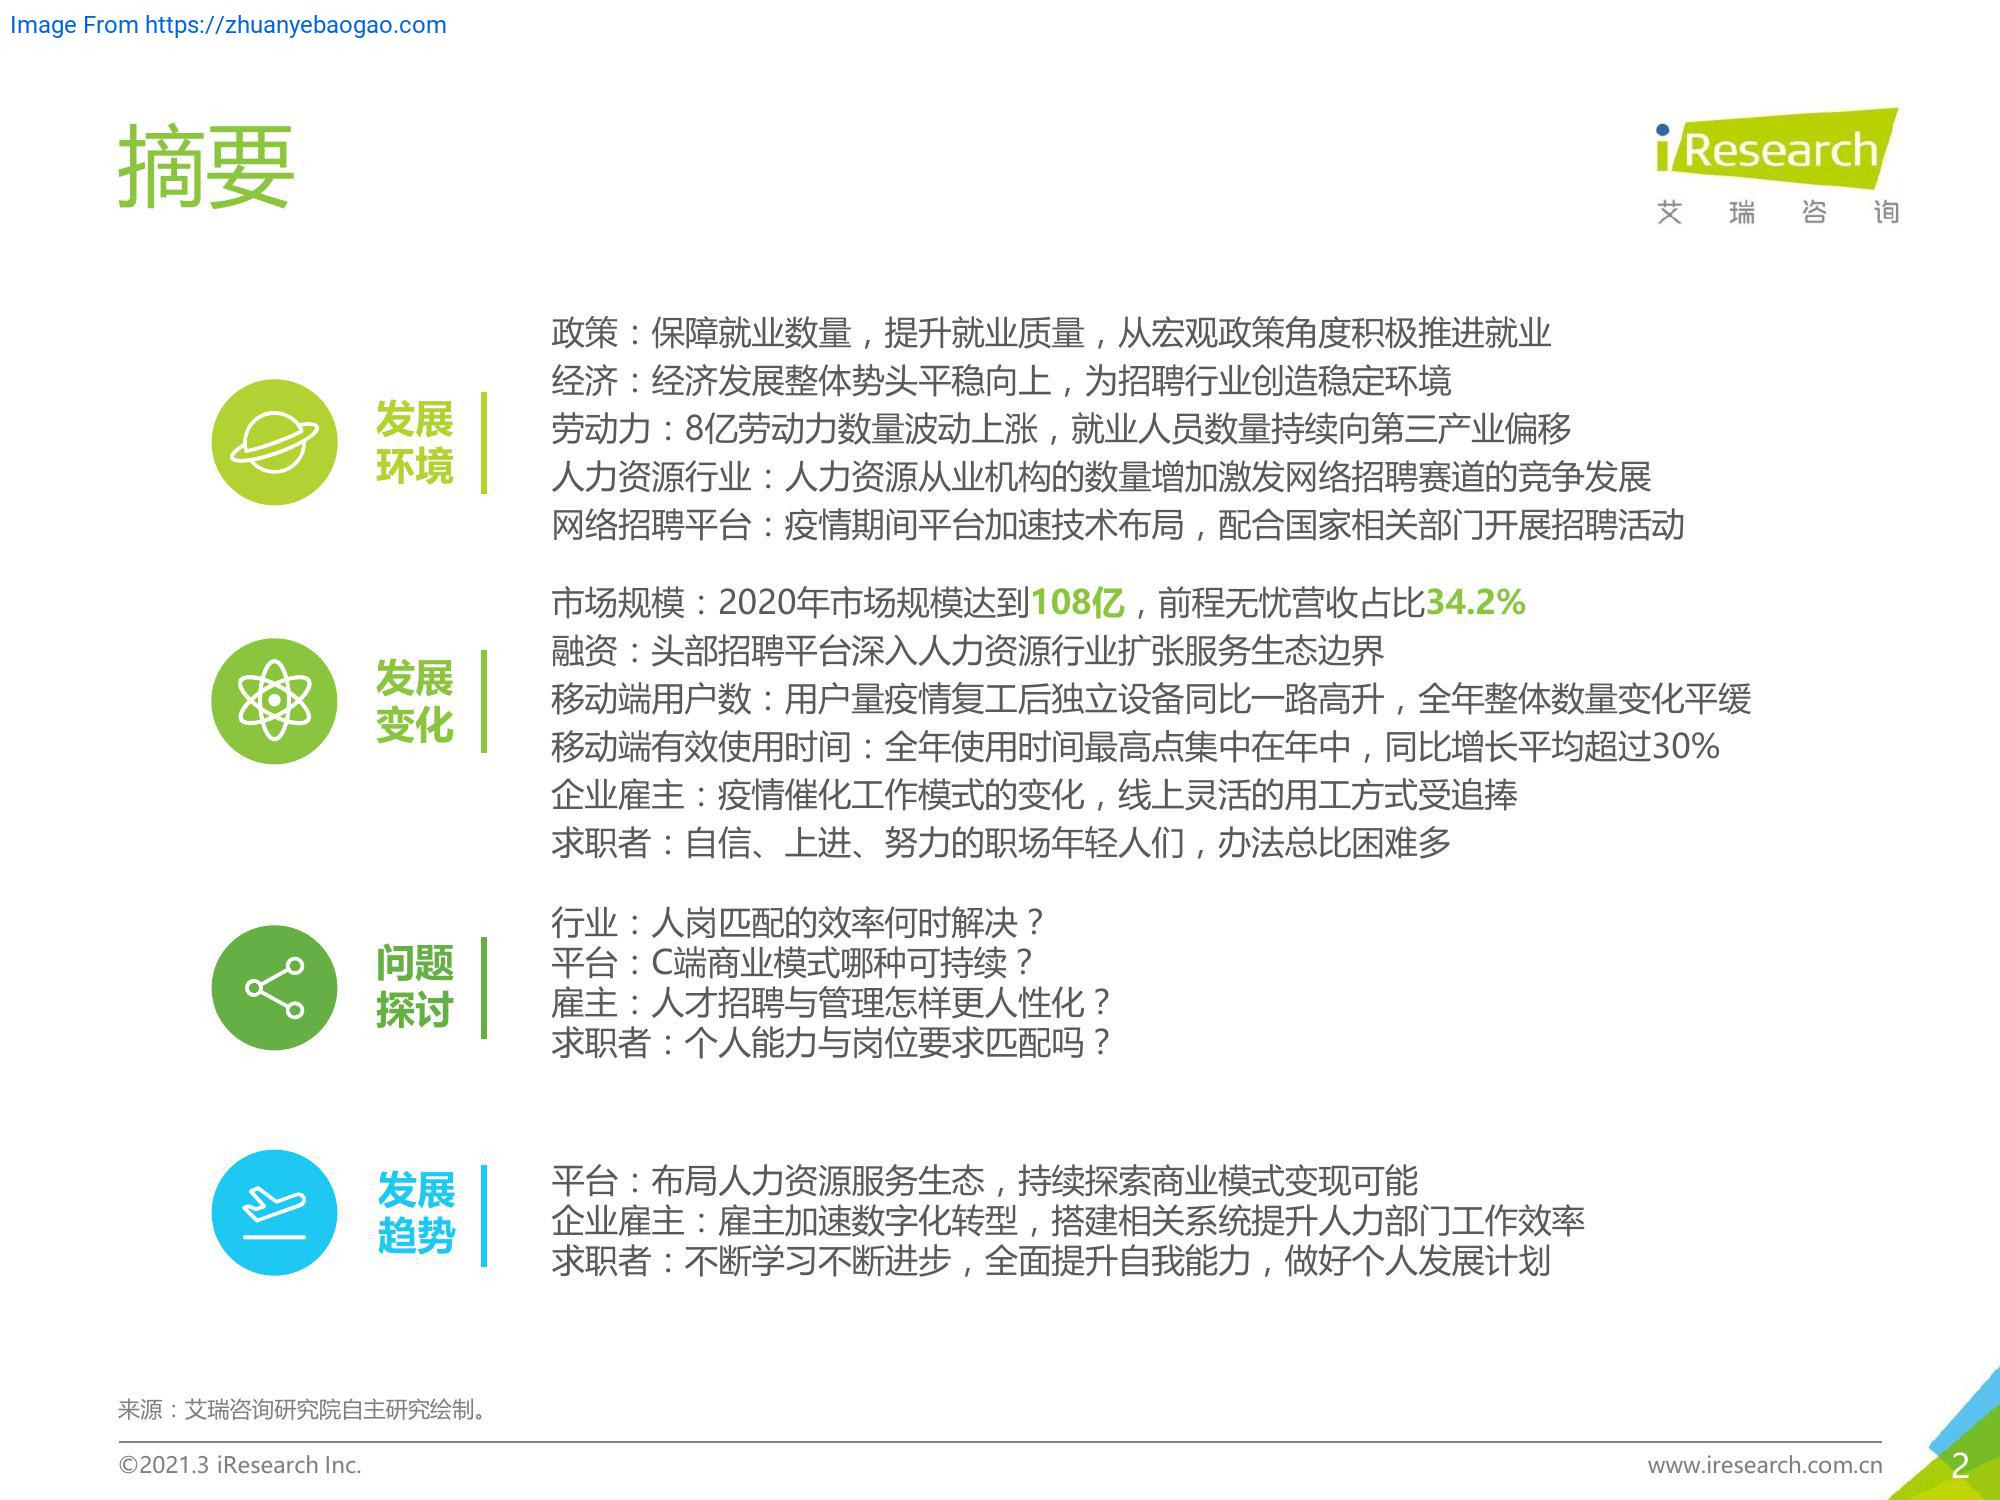 Image From https://zhuanyebaogao.com
摘要
iResearch
艾瑞咨询
发展
环境
政策：保障就业数量，提升就业质量，从宏观政策角度积极推进就业
经济：经济发展整体势头平稳向上，为招聘行业创造稳定环境
劳动力：8亿劳动力数量波动上涨，就业人员数量持续向第三产业偏移
人力资源行业：人力资源从业机构的数量增加激发网络招聘赛道的竞争发展
网络招聘平台：疫情期间平台加速技术布局，配合国家相关部门开展招聘活动
发展
变化
市场规模：2020年市场规模达到108亿，前程无忧营收占比34.2%
融资：头部招聘平台深入人力资源行业扩张服务生态边界
移动端用户数：用户量疫情复工后独立设备同比一路高升，全年整体数量变化平缓
移动端有效使用时间：全年使用时间最高点集中在年中，同比增长平均超过30%
企业雇主：疫情催化工作模式的变化，线上灵活的用工方式受追捧
求职者：自信、上进、努力的职场年轻人们，办法总比困难多
问题
探讨
行业：人岗匹配的效率何时解决？
平台：C端商业模式哪种可持续？
雇主：人才招聘与管理怎样更人性化？
求职者：个人能力与岗位要求匹配吗？
发展
趋势
平台：布局人力资源服务生态，持续探索商业模式变现可能
企业雇主：雇主加速数字化转型，搭建相关系统提升人力部门工作效率
求职者：不断学习不断进步，全面提升自我能力，做好个人发展计划
来源：艾瑞咨询研究院自主研究绘制。
©2021.3 iResearch Inc.
www.iresearch.com.cn
2